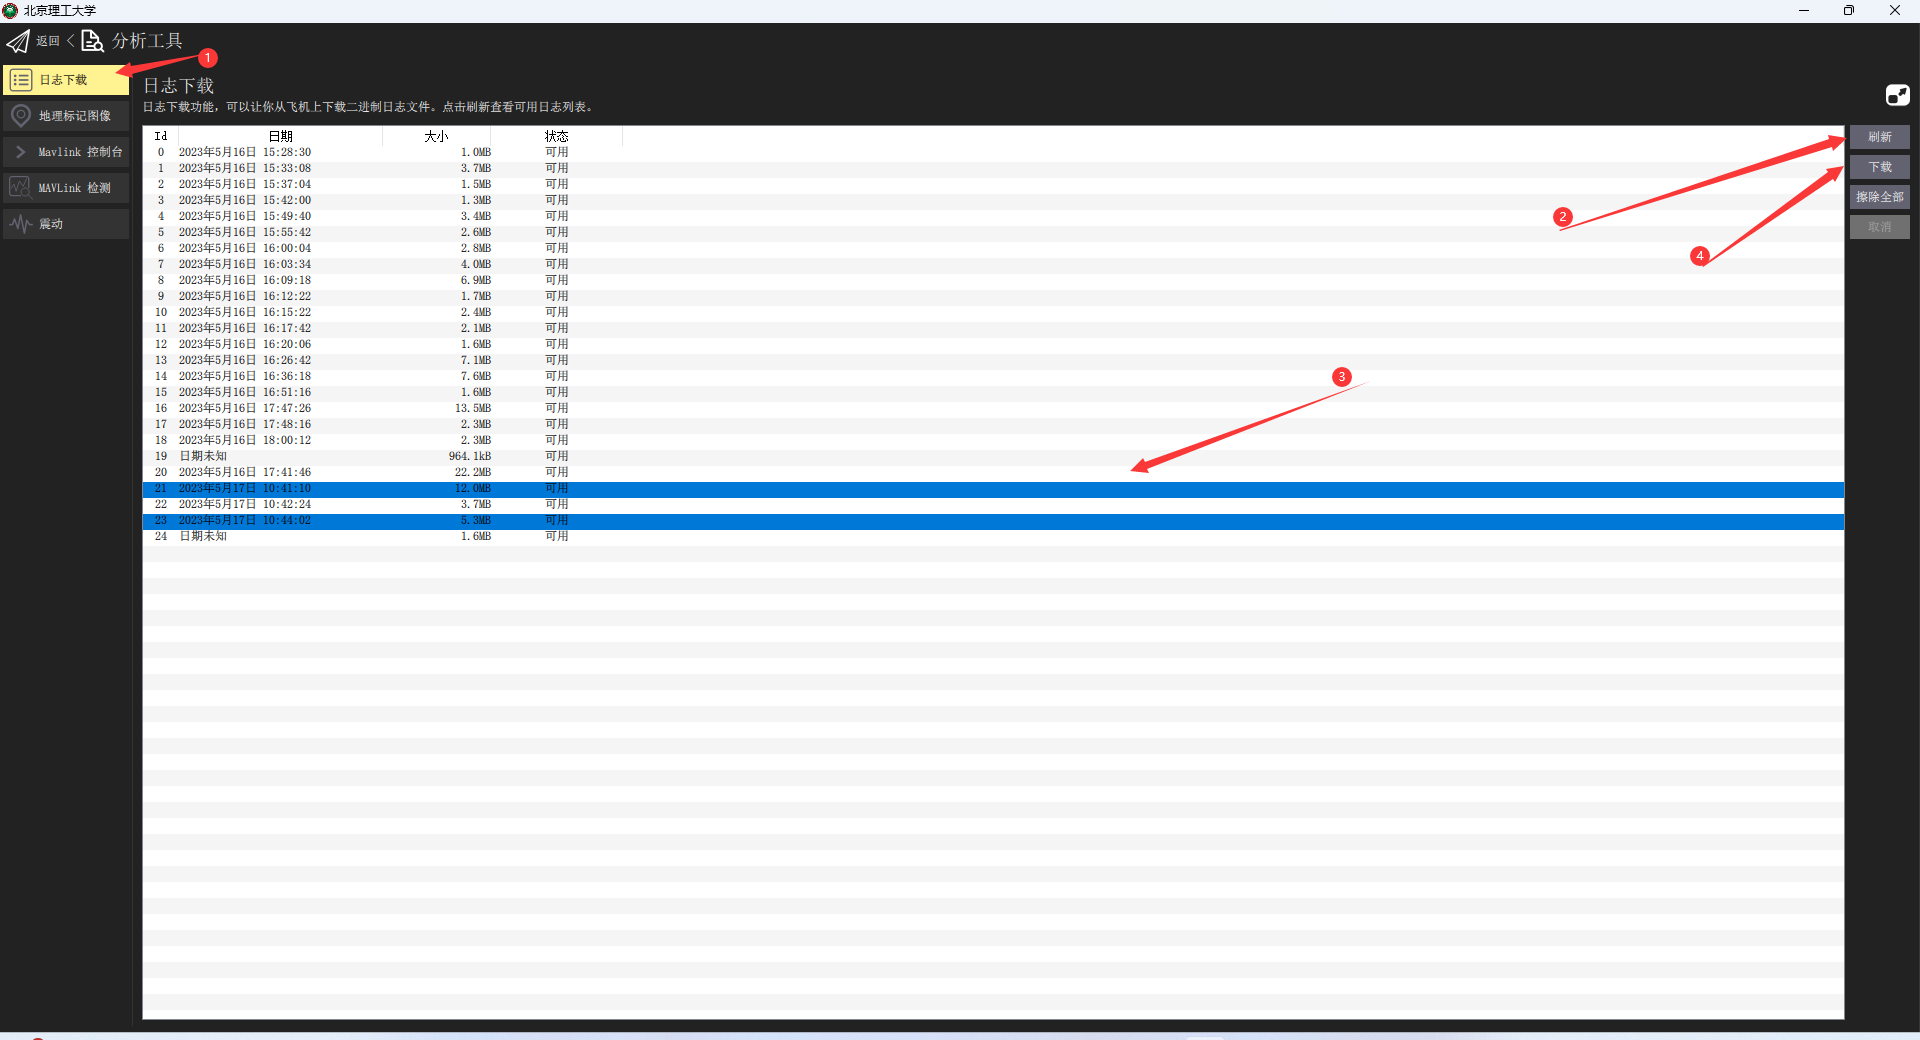 北京理工大学
返回 分析工具
1
日志下载
地理标记图像
Mavlink 控制台
MAVLink 检测
震动
日志下载
日志下载功能，可以让你从飞机上下载二进制日志文件。点击刷新查看可用日志列表。
Id 日期 大小 状态
0 2023年5月16日 15:28:30 1.0MB 可用
1 2023年5月16日 15:33:08 3.7MB 可用
2 2023年5月16日 15:37:04 1.5MB 可用
3 2023年5月16日 15:42:00 1.3MB 可用
4 2023年5月16日 15:49:40 3.4MB 可用
5 2023年5月16日 15:55:42 2.6MB 可用
6 2023年5月16日 16:00:04 2.8MB 可用
7 2023年5月16日 16:03:34 4.0MB 可用
8 2023年5月16日 16:09:18 6.9MB 可用
9 2023年5月16日 16:12:22 1.7MB 可用
10 2023年5月16日 16:15:22 2.4MB 可用
11 2023年5月16日 16:17:42 2.1MB 可用
12 2023年5月16日 16:20:06 1.6MB 可用
13 2023年5月16日 16:26:42 7.1MB 可用
14 2023年5月16日 16:36:18 7.6MB 可用
15 2023年5月16日 16:51:16 1.6MB 可用
16 2023年5月16日 17:47:26 13.5MB 可用
17 2023年5月16日 17:48:16 2.3MB 可用
18 2023年5月16日 18:00:12 2.3MB 可用
19 日期未知 964.1kB 可用
20 2023年5月16日 17:41:46 22.2MB 可用
21 2023年5月17日 10:41:10 12.0MB 可用
22 2023年5月17日 10:42:24 3.7MB 可用
23 2023年5月17日 10:44:02 5.3MB 可用
24 日期未知 1.6MB 可用
刷新
下载
擦除全部
取消
2
4
3